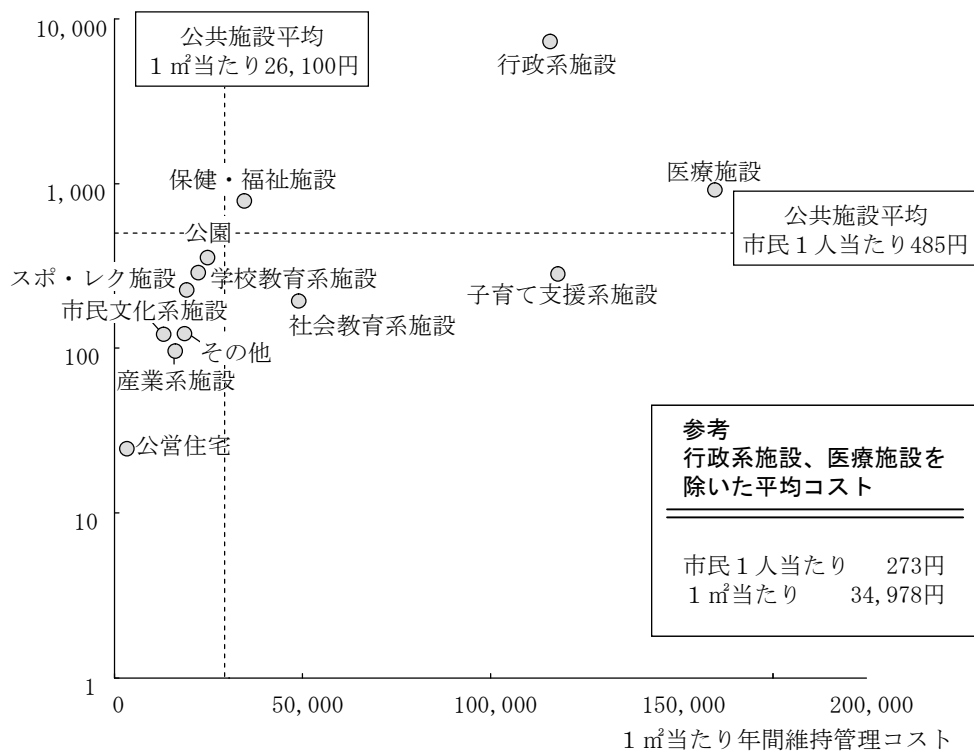 10,000
1,000
100
10
1
公共施設平均
1㎡当たり26,100円
行政系施設
保健・福祉施設
医療施設
公共施設平均
市民1人当たり485円
公園
スポ・レク施設
学校教育系施設
子育て支援系施設
市民文化系施設
社会教育系施設
その他
産業系施設
公営住宅
参考
行政系施設、医療施設を
除いた平均コスト
市民1人当たり 273円
1㎡当たり 34,978円
0 50,000 100,000 150,000 200,000
1㎡当たり年間維持管理コスト